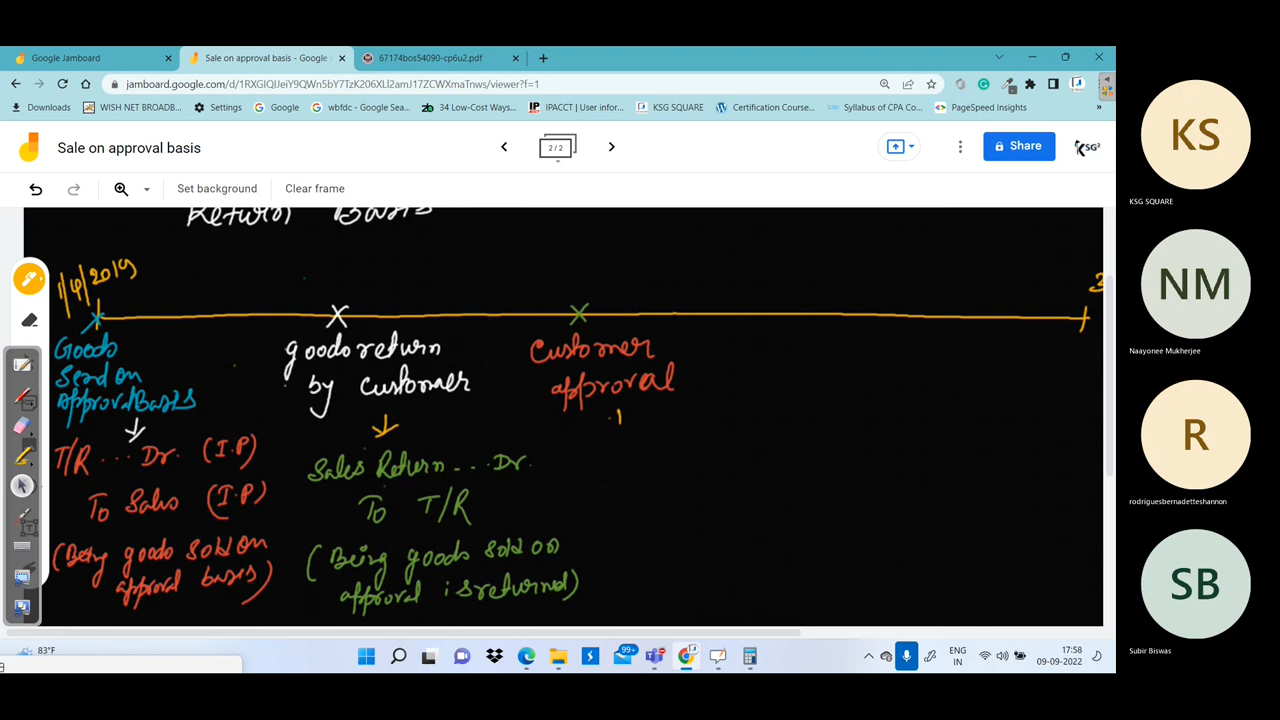 Google Jamboard
Sale on approval basis - Google
67174bos54090-cp6u2.pdf
jamboard.google.com/d/1RXGIQIJeiY9QWn5bY7TzK206XLl2amJ17ZCWXmaTnws/viewer?f=1
Downloads
WISH NET BROADB...
Settings
Google
wbfdc - Google Sea...
34 Low-Cost Ways...
IPACCT | User infor...
KSG SQUARE
Certification Course...
Syllabus of CPA Co...
PageSpeed Insights
»
Sale on approval basis
2 / 2
Share
KSG²
Set background
Clear frame
Return Basis
1/4/2019
3
Goods
Send on
Approval Basis
T/R ... Dr. (I.P)
To Sales (I.P)
(Being goods sold on
approval bases)
goods return
by customer
Sales Return ... Dr.
To T/R
(Being goods sold on
approval is returned)
Customer
approval
83°F
99+
ENG
IN
17:58
09-09-2022
KS
KSG SQUARE
NM
Naayonee Mukherjee
R
rodriguesbernadetteshannon
SB
Subir Biswas